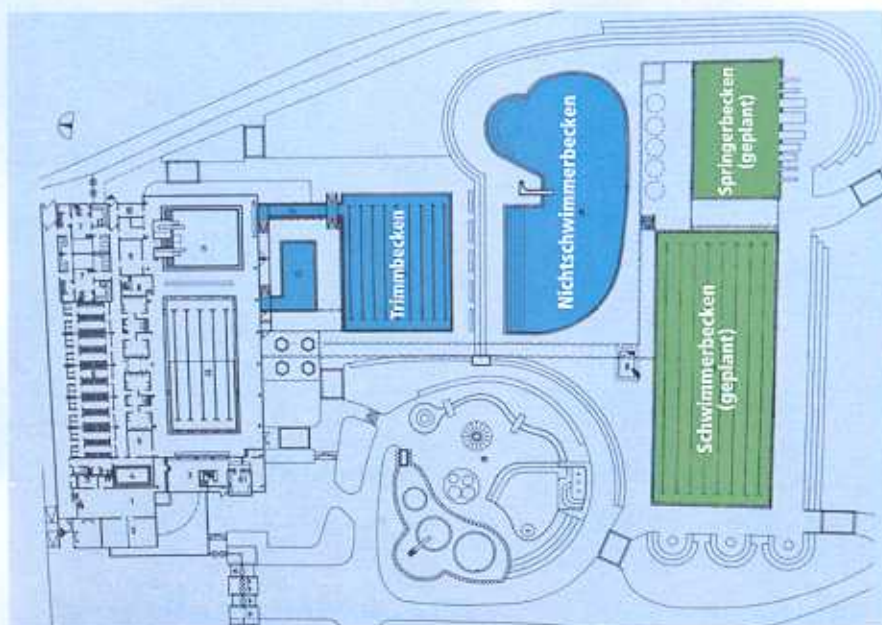 Trimmbecken
Nichtschwimmerbecken
Springerbecken
(geplant)
Schwimmerbecken
(geplant)